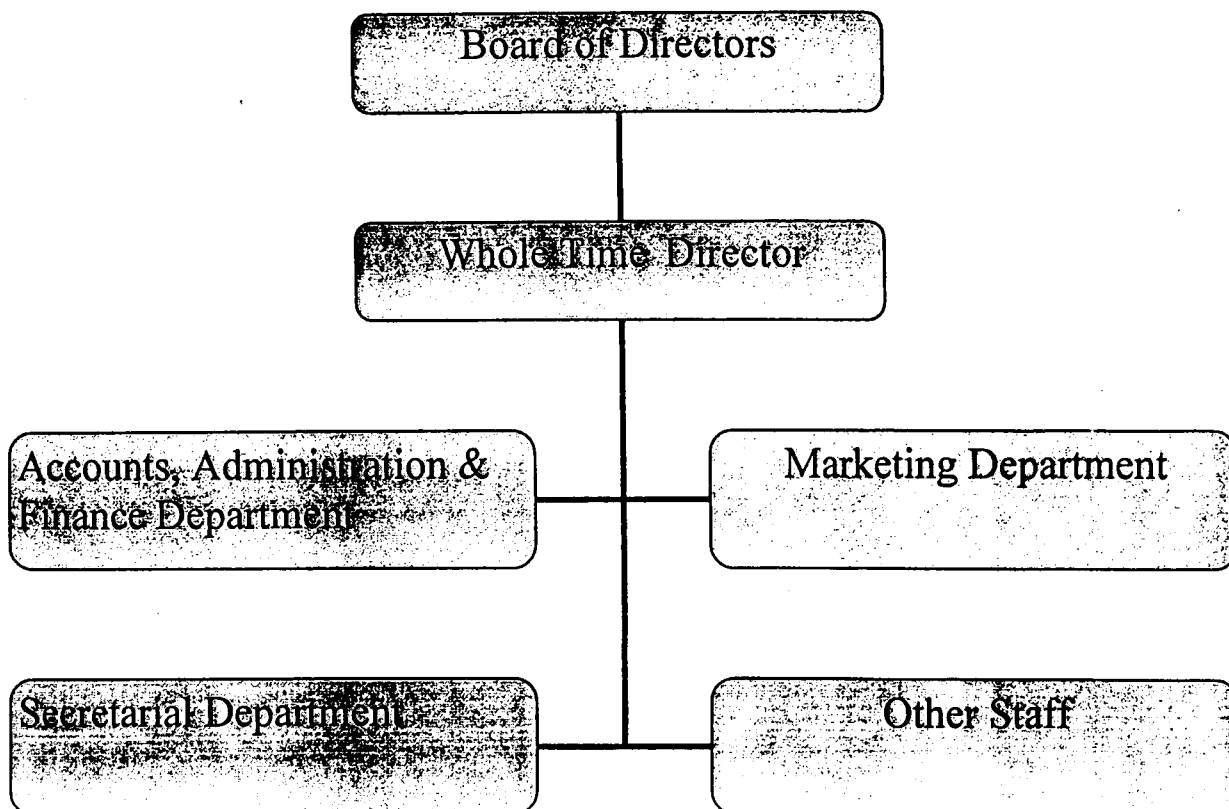 Board of Directors
Whole Time Director
Accounts, Administration &
Finance Department
Marketing Department
Secretarial Department
Other Staff